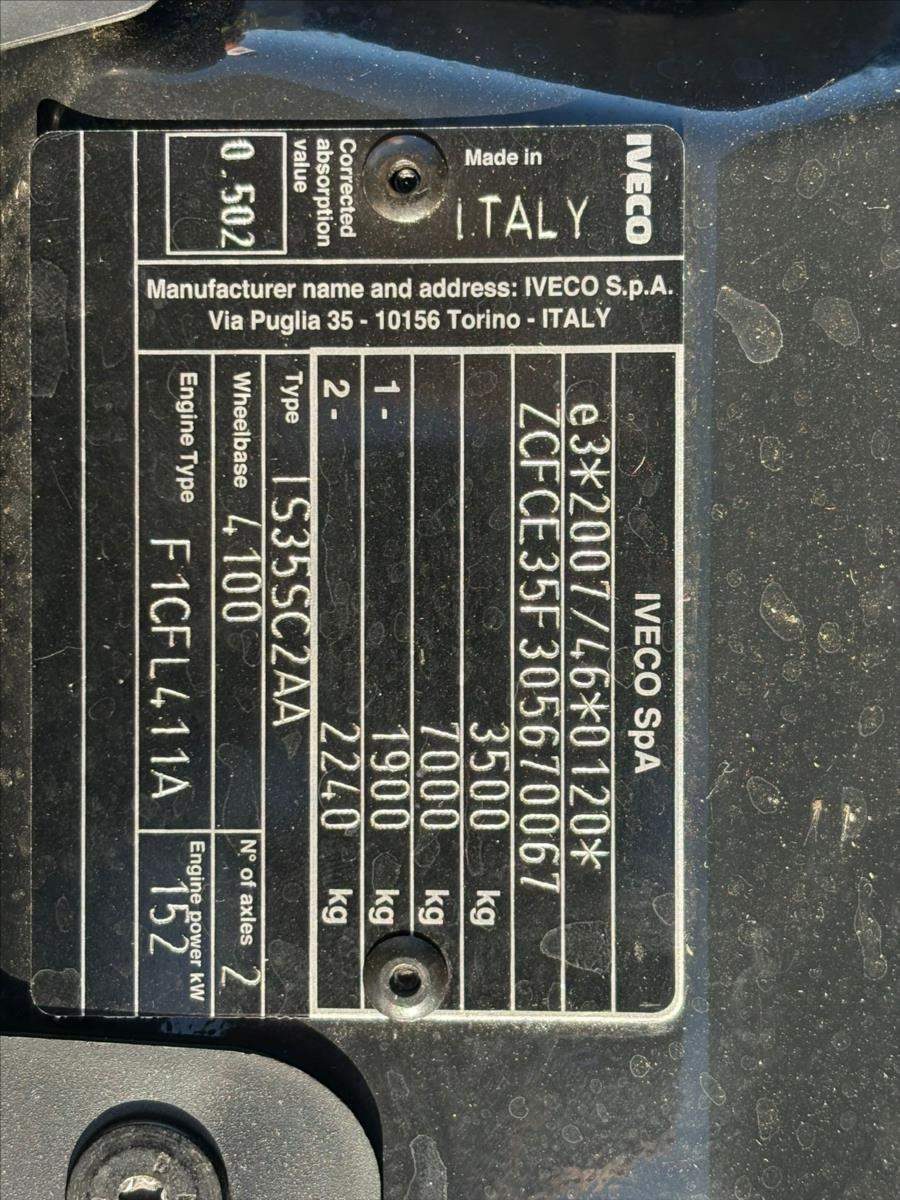 IVECO
Made in
ITALY
Corrected
absorption
value
0.502
Manufacturer name and address: IVECO S.p.A.
Via Puglia 35 - 10156 Torino - ITALY
IVECO SpA
e3*2007/46*0120*
ZCFCE35F305670067
3500 kg
7000 kg
1- 1900 kg
2- 2240 kg
Type IS35SC2AA
Wheelbase 4100
N° of axles 2
Engine Type F1CFL411A
Engine power kW
152